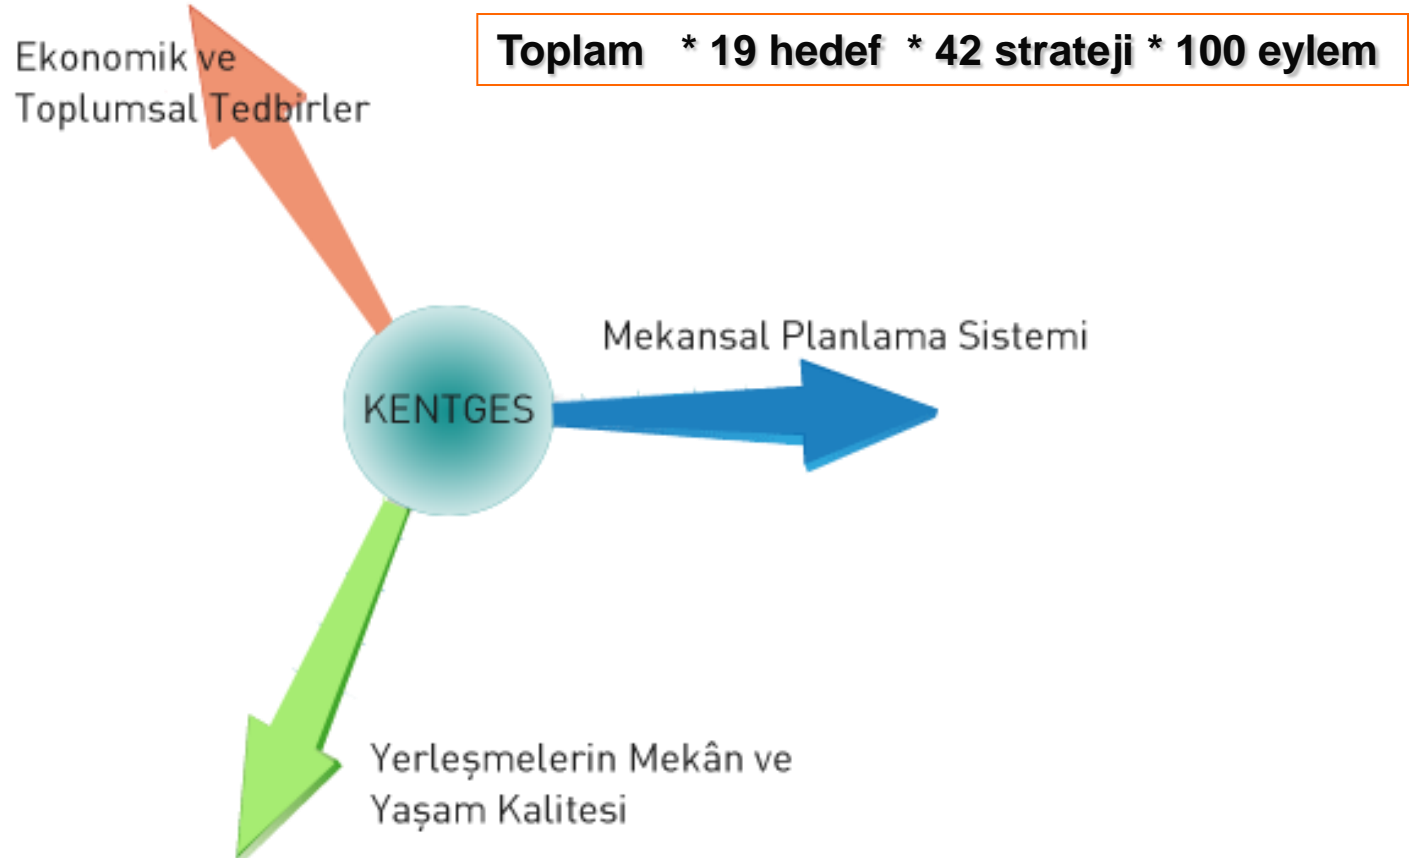 Ekonomik ve
Toplumsal Tedbirler
Toplam * 19 hedef * 42 strateji * 100 eylem
Mekansal Planlama Sistemi
KENTGES
Yerleşmelerin Mekân ve
Yaşam Kalitesi